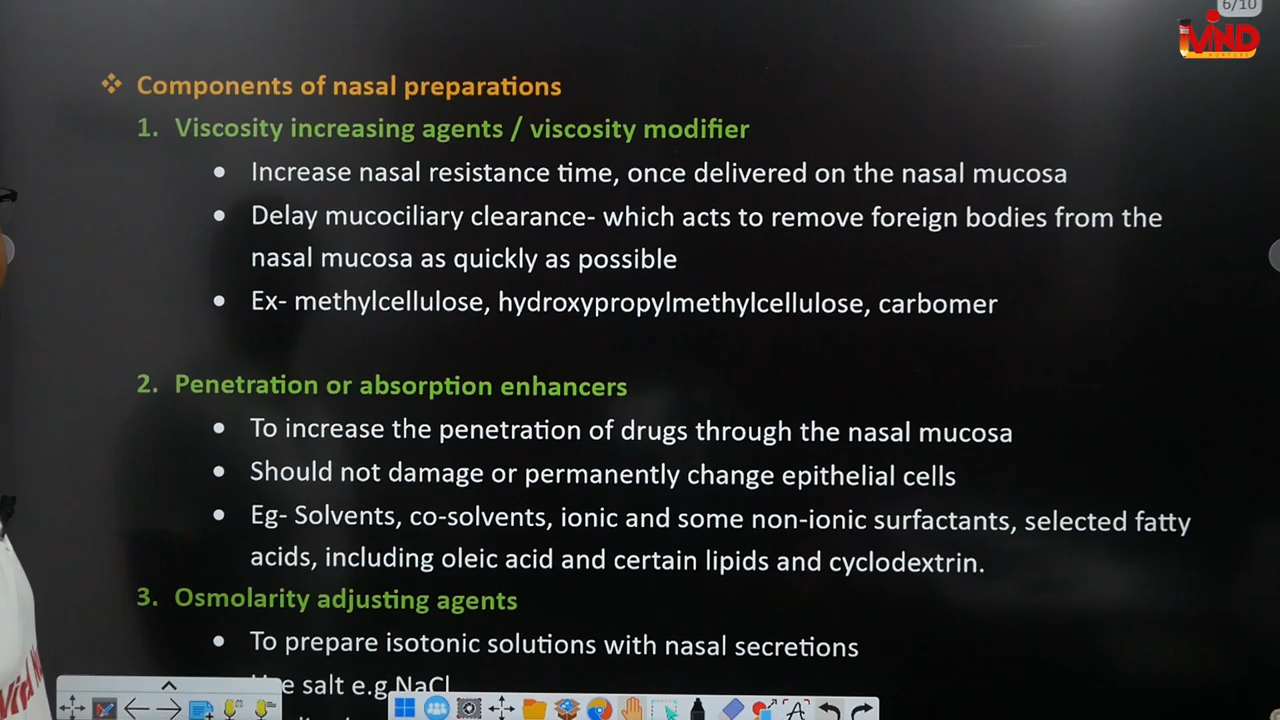 6/10
MIND
❖ Components of nasal preparations
1. Viscosity increasing agents / viscosity modifier
• Increase nasal resistance time, once delivered on the nasal mucosa
• Delay mucociliary clearance- which acts to remove foreign bodies from the
nasal mucosa as quickly as possible
• Ex- methylcellulose, hydroxypropylmethylcellulose, carbomer
2. Penetration or absorption enhancers
• To increase the penetration of drugs through the nasal mucosa
• Should not damage or permanently change epithelial cells
• Eg- Solvents, co-solvents, ionic and some non-ionic surfactants, selected fatty
acids, including oleic acid and certain lipids and cyclodextrin.
3. Osmolarity adjusting agents
• To prepare isotonic solutions with nasal secretions
salt e.g NaCl